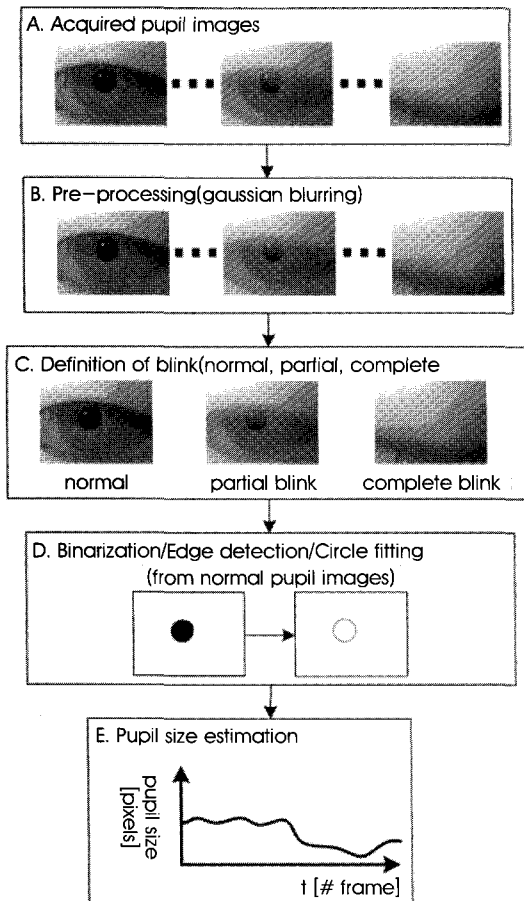 A. Acquired pupil images
B. Pre-processing(gaussian blurring)
C. Definition of blink(normal, partial, complete
normal
partial blink
complete blink
D. Binarization/Edge detection/Circle fitting
(from normal pupil images)
E. Pupil size estimation
pupil size
[pixels]
t [# frame]